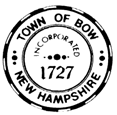 TOWN OF BOW
INCORPORATED
1727
NEW HAMPSHIRE